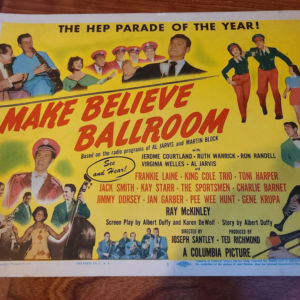 THE HEP PARADE OF THE YEAR!
MAKE BELIEVE
BALLROOM
Based on the radio programs of AL JARVIS and MARTIN BLOCK
with
JEROME COURTLAND • RUTH WARRICK • RON RANDELL
VIRGINIA WELLES • AL JARVIS
See
and Hear!
FRANKIE LAINE • KING COLE TRIO • TONI HARPER
JACK SMITH • KAY STARR • THE SPORTSMEN • CHARLIE BARNET
JIMMY DORSEY • JAN GARBER • PEE WEE HUNT • GENE KRUPA
RAY McKINLEY
Screen Play by Albert Duffy and Karen DeWolf • Story by Albert Duffy
DIRECTED BY
JOSEPH SANTLEY
PRODUCED BY
TED RICHMOND
A COLUMBIA PICTURE